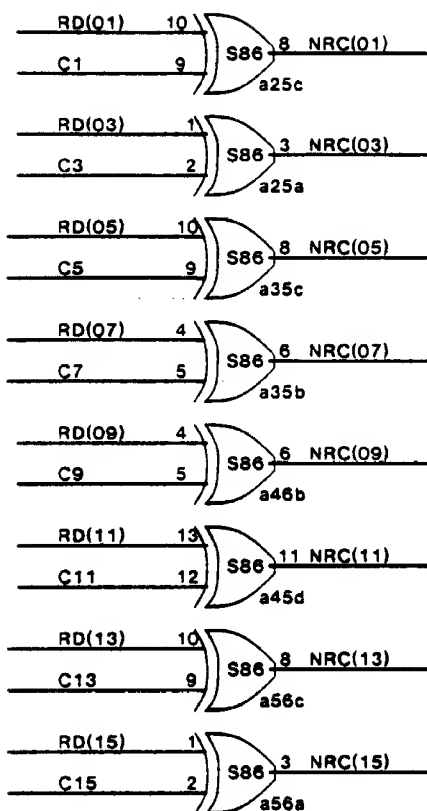 RD(01) 10
S86 8 NRC(01)
C1 9
a25c
RD(03) 1
S86 3 NRC(03)
C3 2
a25a
RD(05) 10
S86 8 NRC(05)
C5 9
a35c
RD(07) 4
S86 6 NRC(07)
C7 5
a35b
RD(09) 4
S86 6 NRC(09)
C9 5
a46b
RD(11) 13
S86 11 NRC(11)
C11 12
a45d
RD(13) 10
S86 8 NRC(13)
C13 9
a56c
RD(15) 1
S86 3 NRC(15)
C15 2
a56a